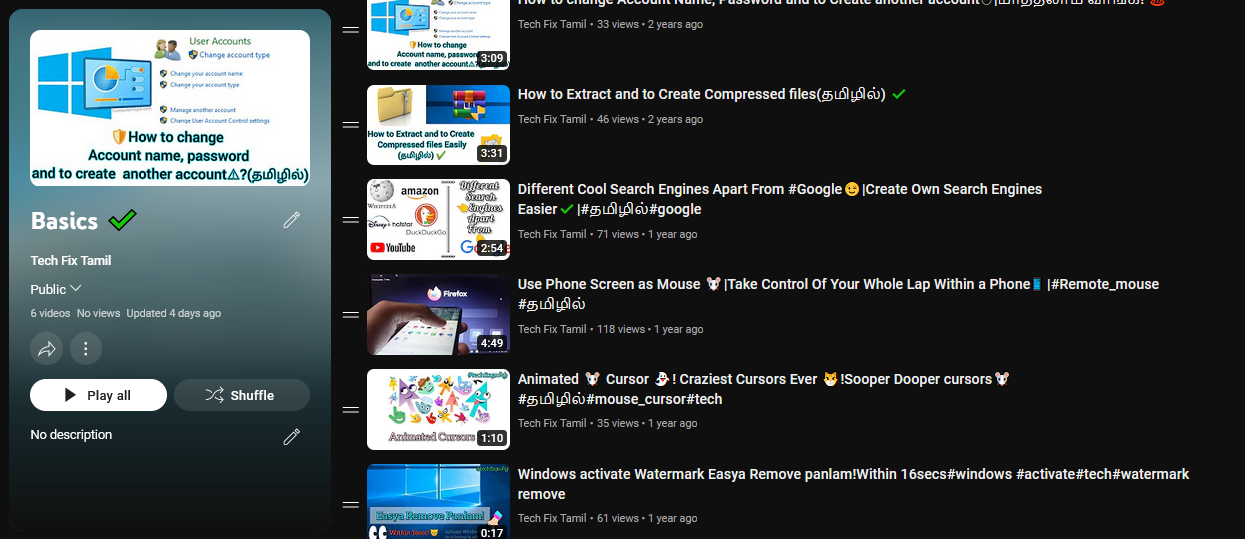 User Accounts
Change account type
Change your account name
Change your account type
Manage another account
Change User Account Control settings
How to change
Account name, password
and to create another account⚠?(தமிழில்)
Basics ✔
Tech Fix Tamil
Public
6 videos No views Updated 4 days ago
Play all
Shuffle
No description
How to change
Account name, password
and to create another account⚠
3:09
How to change Account Name, Password and to Create another account
Tech Fix Tamil • 33 views • 2 years ago
How to Extract and to Create
Compressed files Easily
(தமிழில்) ✔
3:31
How to Extract and to Create Compressed files(தமிழில்) ✔
Tech Fix Tamil • 46 views • 2 years ago
WIKIPEDIA
amazon
Disney+ hotstar
DuckDuckGo
YouTube
Different
Search
Engines
Apart
From
2:54
Different Cool Search Engines Apart From #Google😉|Create Own Search Engines
Easier✔|#தமிழில்#google
Tech Fix Tamil • 71 views • 1 year ago
Firefox
4:49
Use Phone Screen as Mouse 🐭|Take Control Of Your Whole Lap Within a Phone📱|#Remote_mouse
#தமிழில்
Tech Fix Tamil • 118 views • 1 year ago
Animated Cursors
1:10
Animated 🐭 Cursor 👻! Craziest Cursors Ever 😼!Sooper Dooper cursors🐭
#தமிழில்#mouse_cursor#tech
Tech Fix Tamil • 35 views • 1 year ago
Easya Remove Panlam!
Within 16sec!
0:17
Windows activate Watermark Easya Remove panlam!Within 16secs#windows #activate#tech#watermark
remove
Tech Fix Tamil • 61 views • 1 year ago